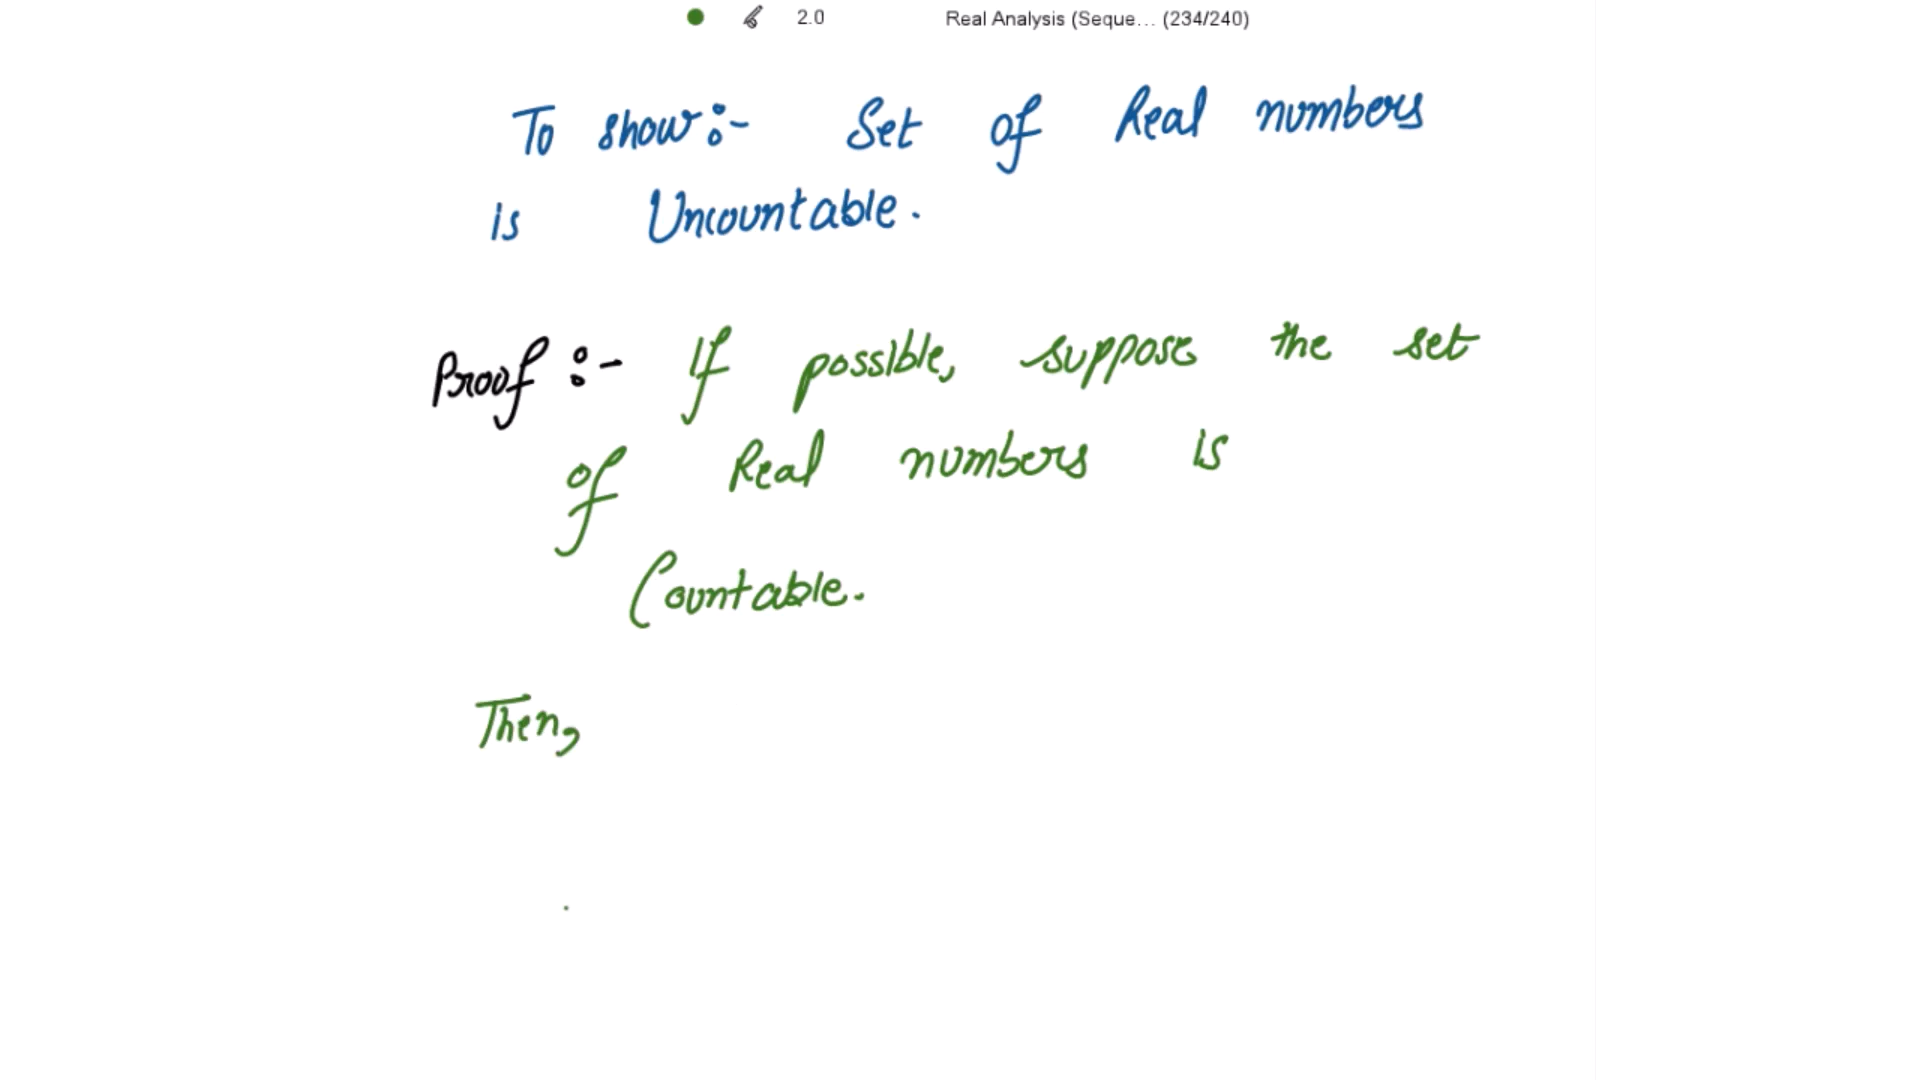 2.0 Real Analysis (Seque... (234/240)
To show:- Set of Real numbers
is Uncountable.
Proof :- If possible, suppose the set
of Real numbers is
Countable.
Then,